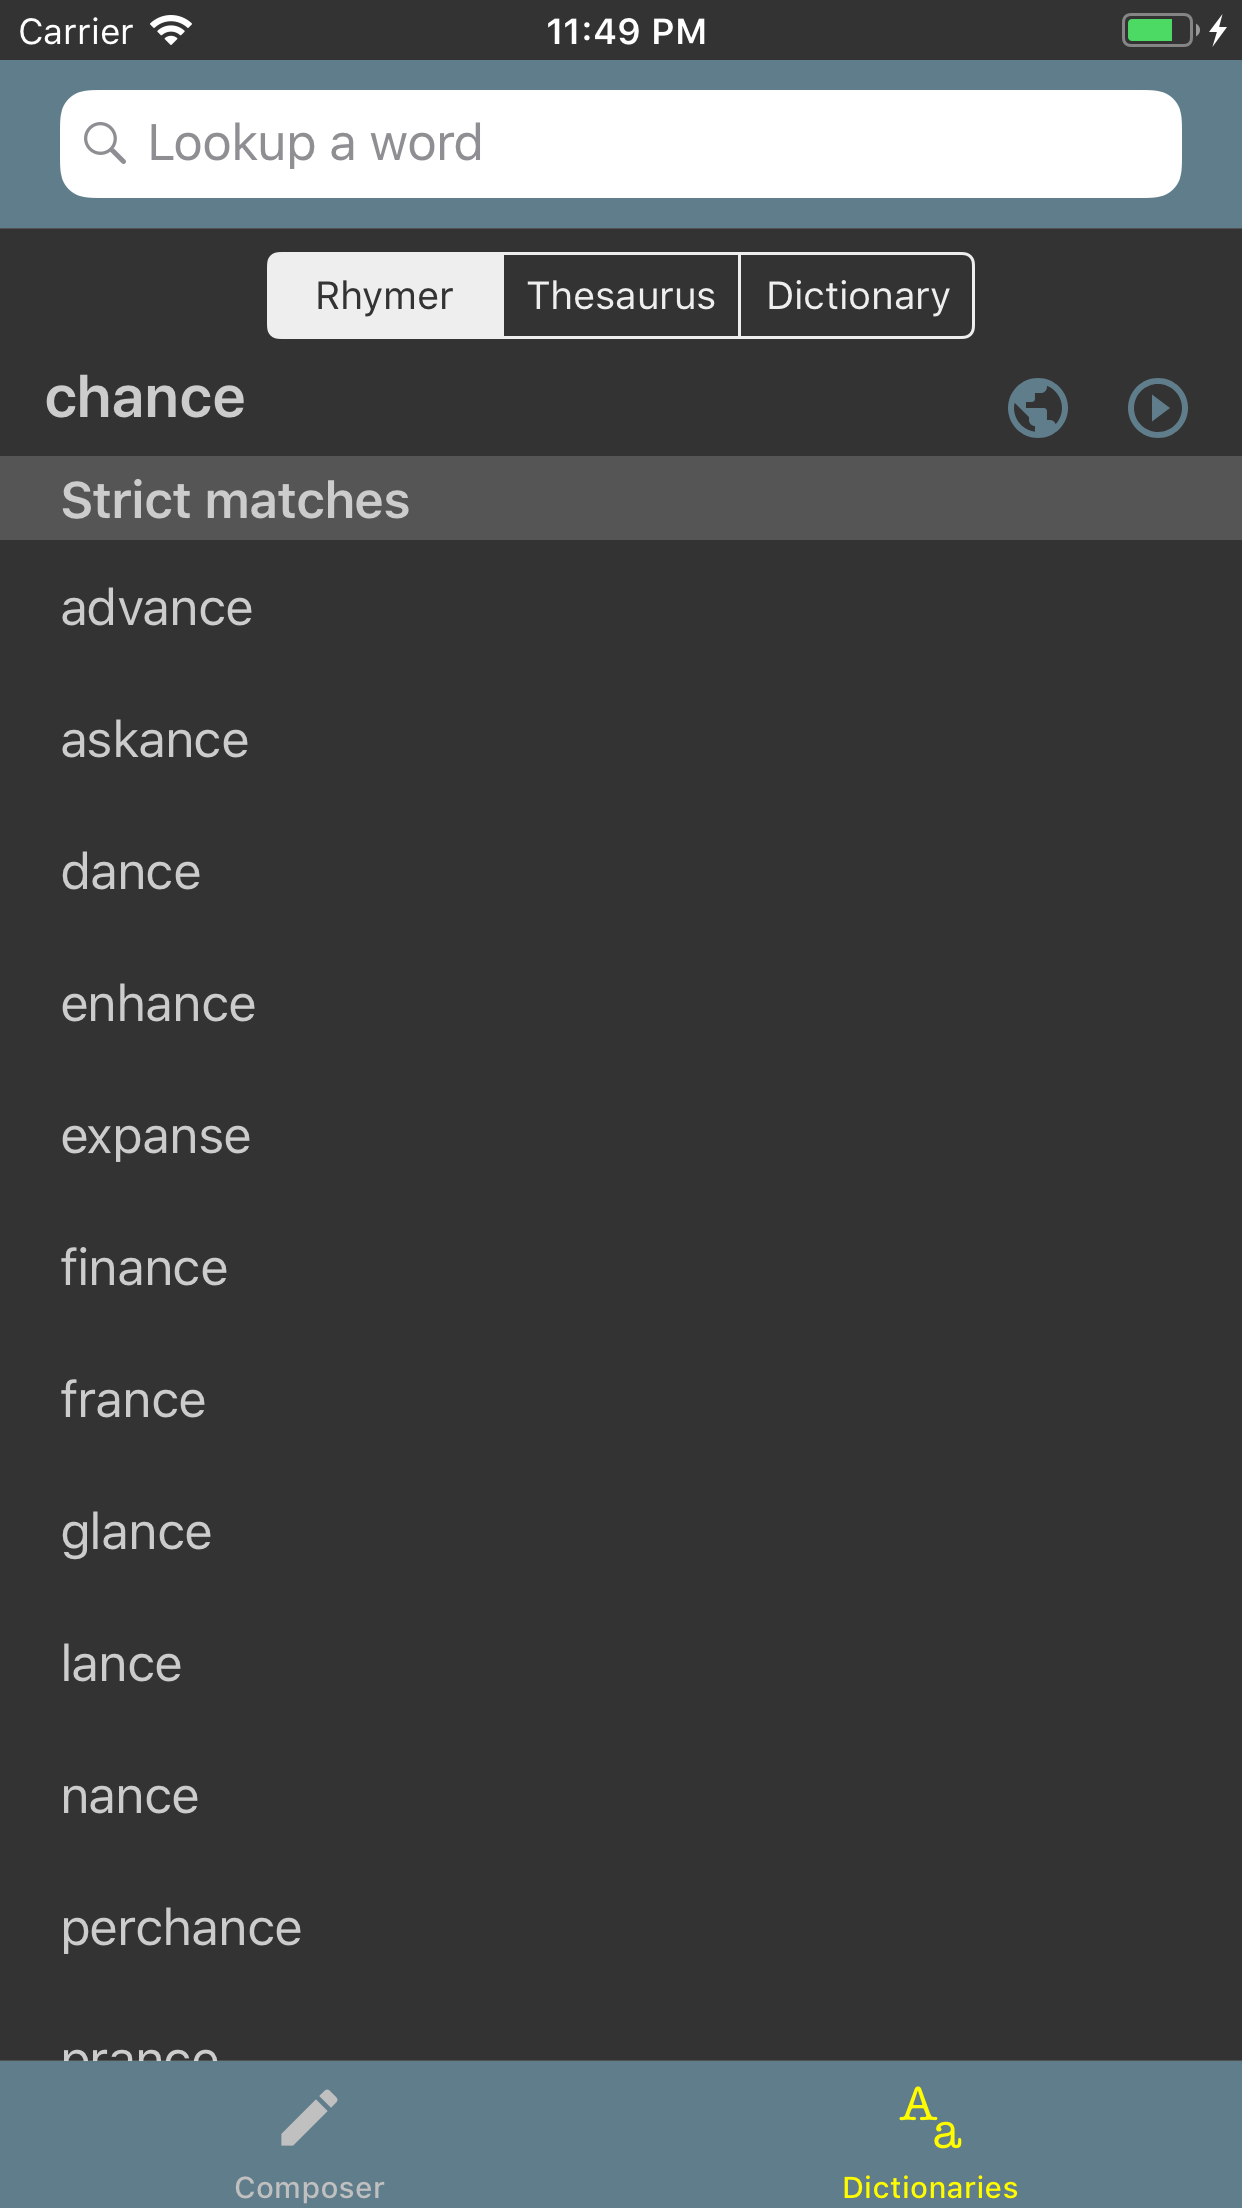 Carrier 11:49 PM
Lookup a word
Rhymer Thesaurus Dictionary
chance
Strict matches
advance
askance
dance
enhance
expanse
finance
france
glance
lance
nance
perchance
prance
Composer Dictionaries